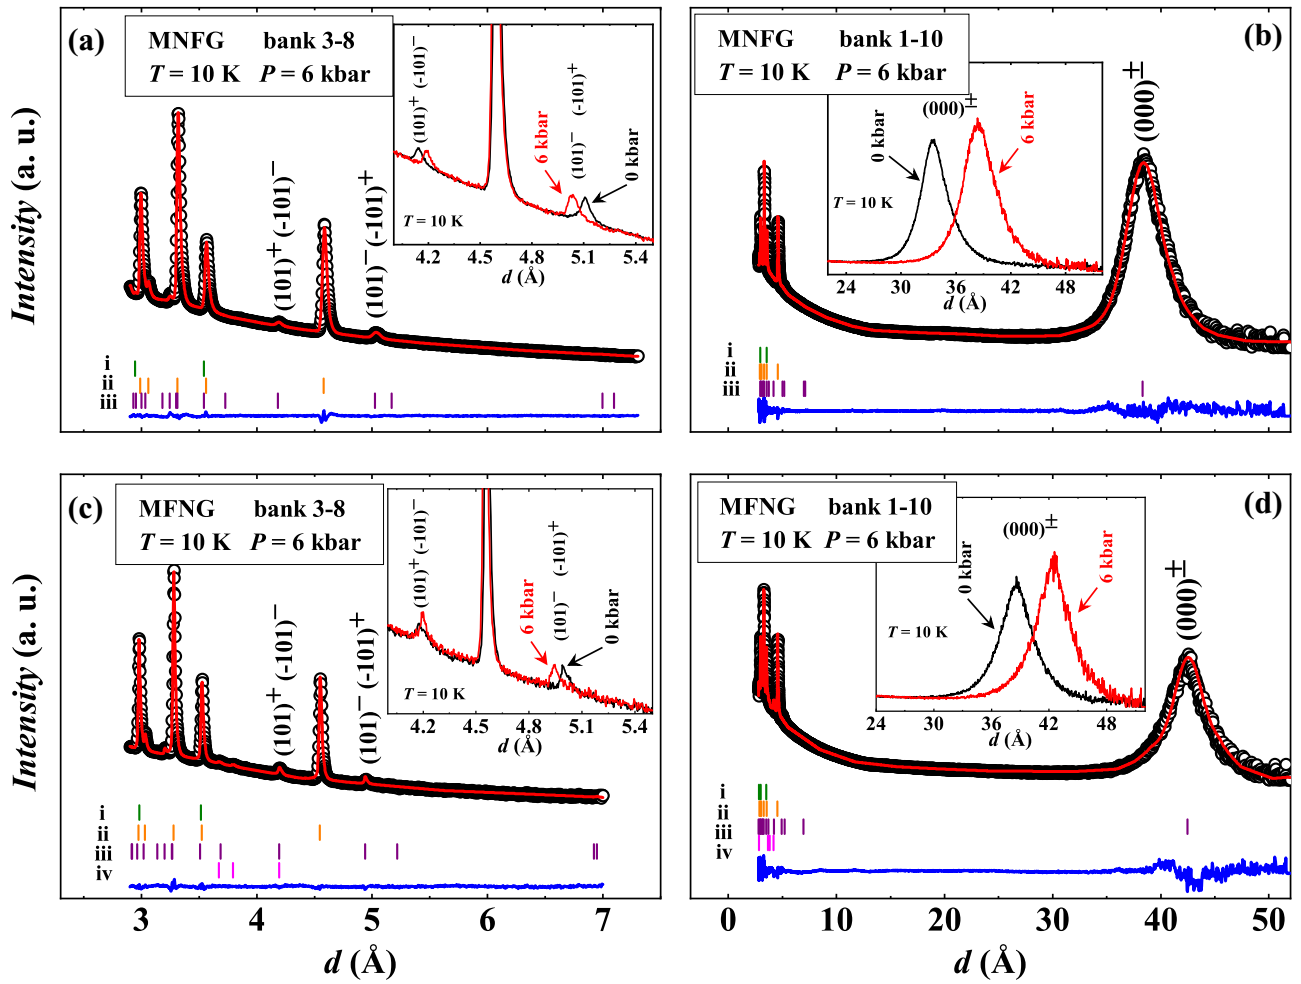 (a)
MNFG bank 3-8
T = 10 K P = 6 kbar
(101)+ (-101)−
6 kbar
(101)− (-101)+
0 kbar
T = 10 K
4.2 4.5 4.8 5.1 5.4
d (Å)
(101)+ (-101)−
(101)− (-101)+
i
ii
iii
Intensity (a. u.)
(b)
MNFG bank 1-10
T = 10 K P = 6 kbar
(000)±
0 kbar
6 kbar
T = 10 K
24 30 36 42 48
d (Å)
(000)±
i
ii
iii
(c)
MFNG bank 3-8
T = 10 K P = 6 kbar
(101)+ (-101)−
6 kbar
(101)− (-101)+
0 kbar
T = 10 K
4.2 4.5 4.8 5.1 5.4
d (Å)
(101)+ (-101)−
(101)− (-101)+
i
ii
iii
iv
Intensity (a. u.)
3 4 5 6 7
d (Å)
(d)
MFNG bank 1-10
T = 10 K P = 6 kbar
(000)±
0 kbar
6 kbar
T = 10 K
24 30 36 42 48
d (Å)
(000)±
i
ii
iii
iv
0 10 20 30 40 50
d (Å)